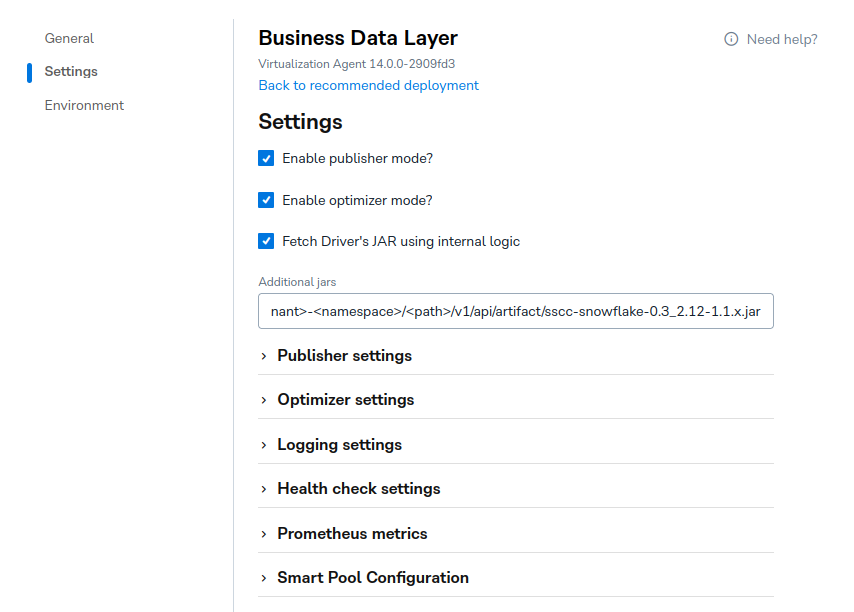 General
Settings
Environment
Business Data Layer
Need help?
Virtualization Agent 14.0.0-2909fd3
Back to recommended deployment
Settings
Enable publisher mode?
Enable optimizer mode?
Fetch Driver's JAR using internal logic
Additional jars
nant>-<namespace>/<path>/v1/api/artifact/sscc-snowflake-0.3_2.12-1.1.x.jar
Publisher settings
Optimizer settings
Logging settings
Health check settings
Prometheus metrics
Smart Pool Configuration